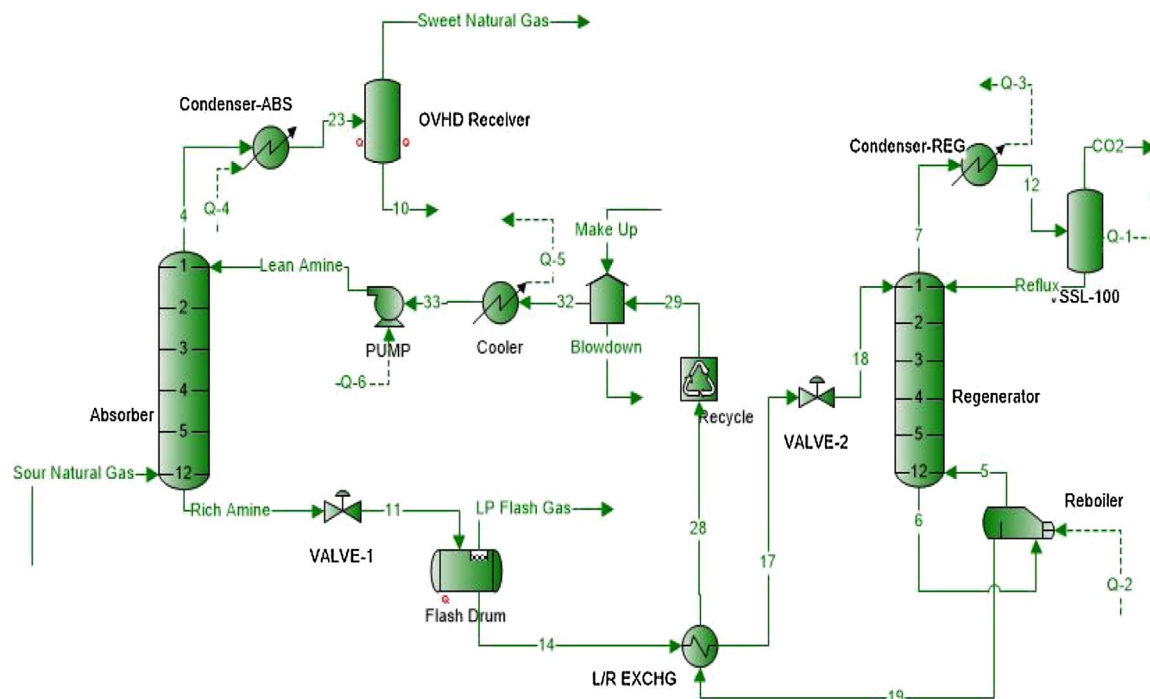 Sweet Natural Gas
Condenser-ABS
23
OVHD Receiver
Q
Q
4
Q-4
10
Q-3
Condenser-REG
12
CO2
7
Q-1
Reflux
VSSL-100
Make Up
Lean Amine
Q-5
33
32
29
PUMP
Cooler
Blowdown
Q-6
Recycle
1
2
3
4
5
12
Absorber
Sour Natural Gas
Rich Amine
11
VALVE-1
LP Flash Gas
Q
Flash Drum
14
28
17
18
VALVE-2
1
2
3
4
5
12
Regenerator
5
6
Reboiler
Q-2
L/R EXCHG
19